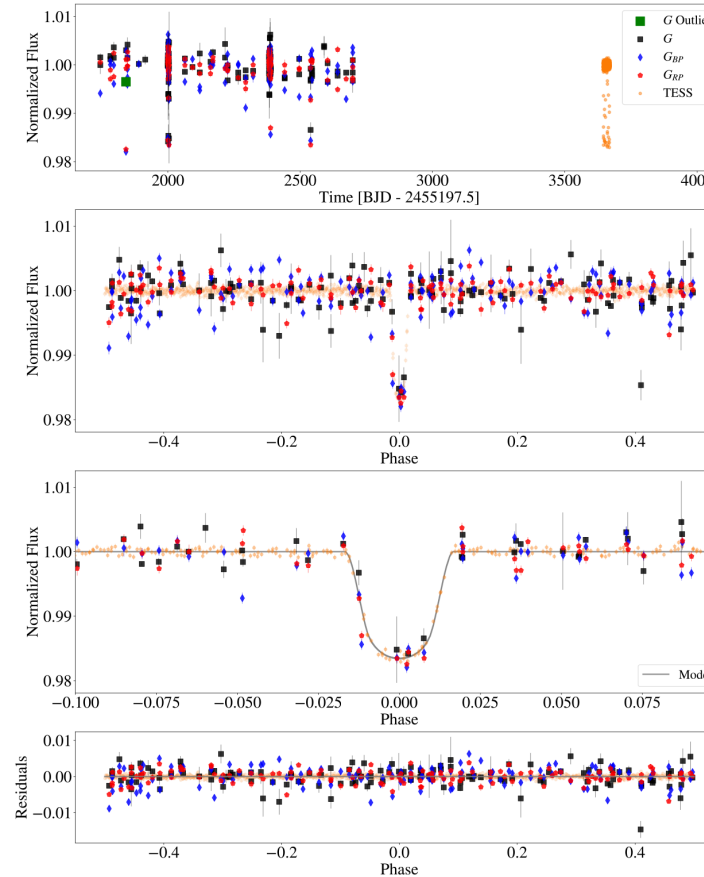 1.01
1.00
0.99
0.98
Normalized Flux
2000 2500 3000 3500
Time [BJD - 2455197.5]
G
G_BP
G_RP
TESS
1.01
1.00
0.99
0.98
Normalized Flux
−0.4 −0.2 0.0 0.2 0.4
Phase
1.01
1.00
0.99
0.98
Normalized Flux
−0.100 −0.075 −0.050 −0.025 0.000 0.025 0.050 0.075
Phase
0.01
0.00
−0.01
Residuals
−0.4 −0.2 0.0 0.2 0.4
Phase